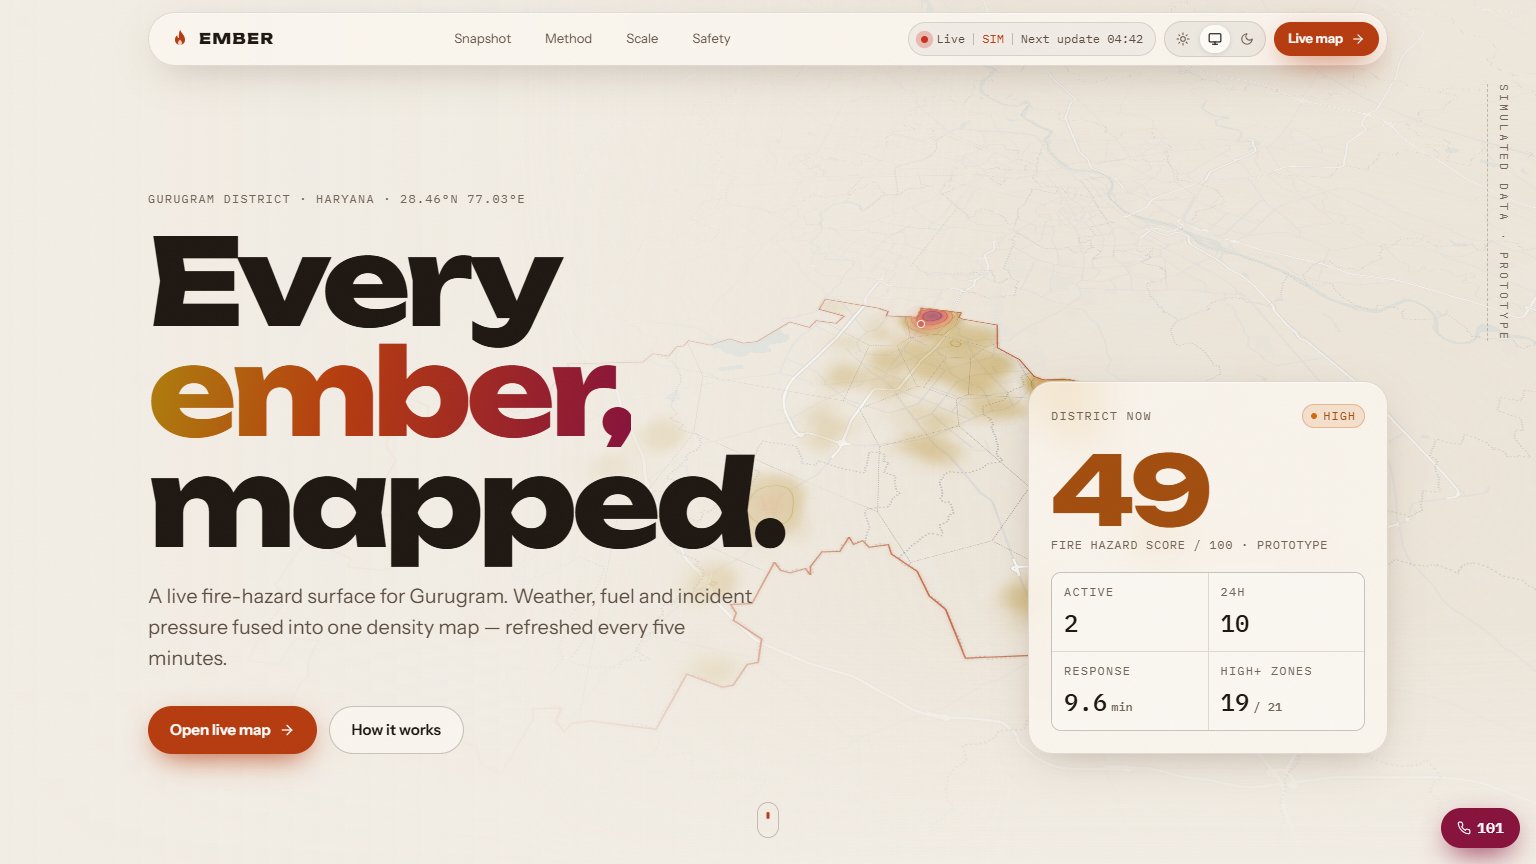 EMBER
Snapshot
Method
Scale
Safety
Live | SIM | Next update 04:42
Live map
SIMULATED DATA · PROTOTYPE
GURUGRAM DISTRICT · HARYANA · 28.46°N 77.03°E
Every
ember,
mapped.
A live fire-hazard surface for Gurugram. Weather, fuel and incident
pressure fused into one density map — refreshed every five
minutes.
Open live map
How it works
DISTRICT NOW
HIGH
49
FIRE HAZARD SCORE / 100 · PROTOTYPE
ACTIVE
2
24H
10
RESPONSE
9.6 min
HIGH+ ZONES
19 / 21
101